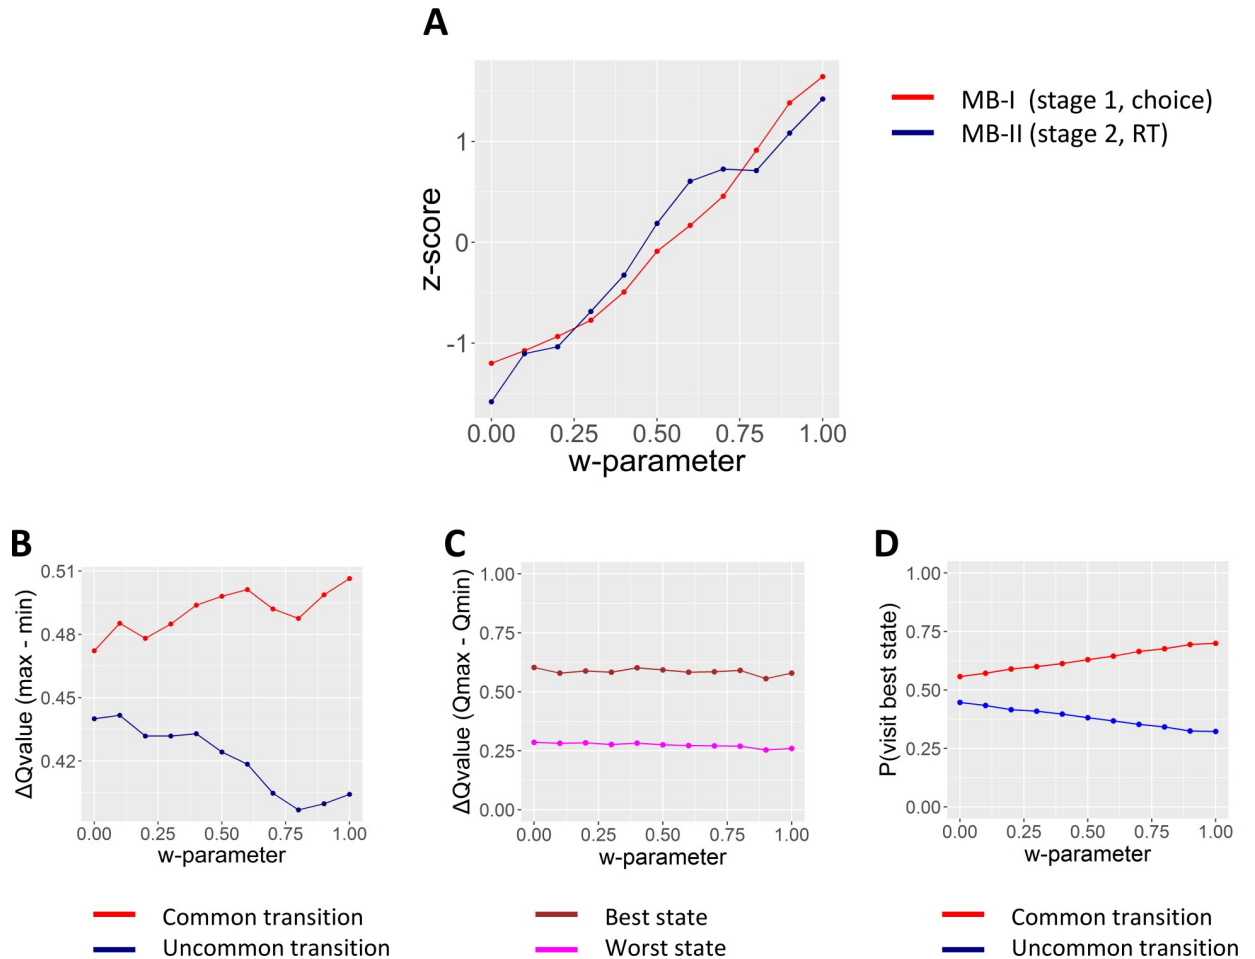 A
MB-I (stage 1, choice)
MB-II (stage 2, RT)
z-score
1
0
-1
0.00 0.25 0.50 0.75 1.00
w-parameter
B
ΔQvalue (max - min)
0.51
0.48
0.45
0.42
0.00 0.25 0.50 0.75 1.00
w-parameter
Common transition
Uncommon transition
C
ΔQvalue (Qmax - Qmin)
1.00
0.75
0.50
0.25
0.00
0.00 0.25 0.50 0.75 1.00
w-parameter
Best state
Worst state
D
P(visit best state)
1.00
0.75
0.50
0.25
0.00
0.00 0.25 0.50 0.75 1.00
w-parameter
Common transition
Uncommon transition